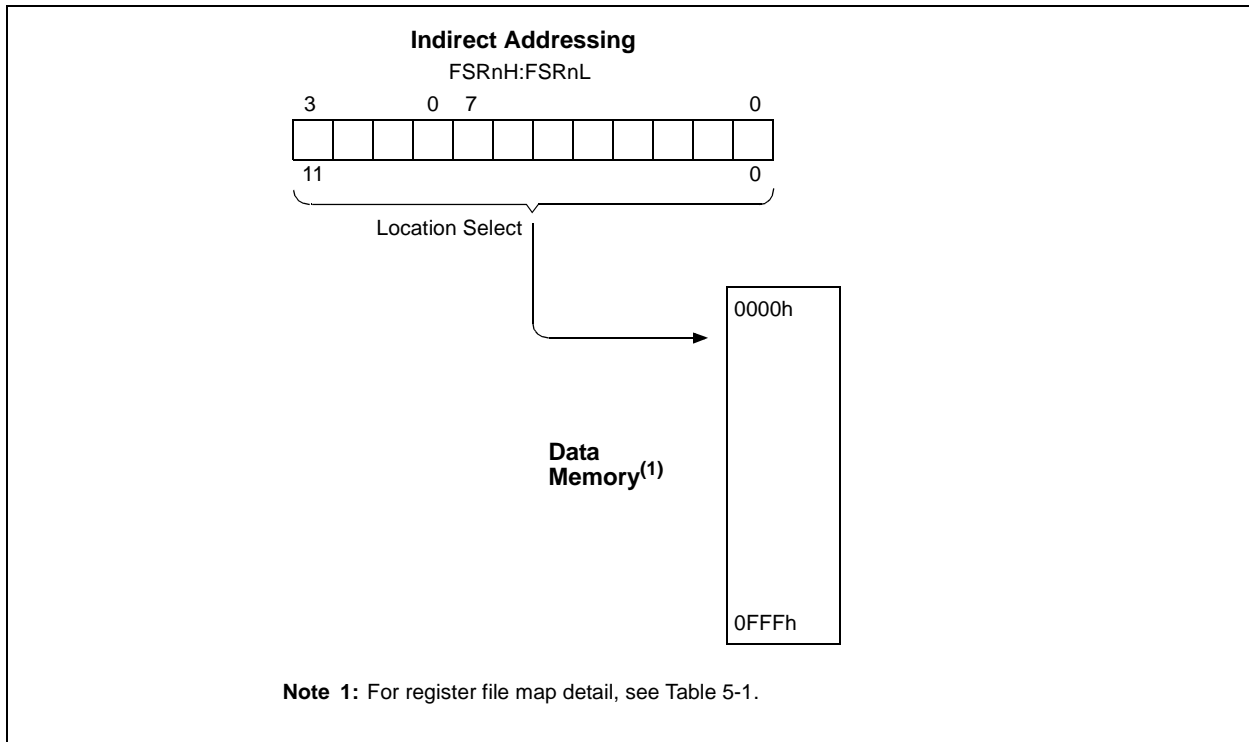 Indirect Addressing
FSRnH:FSRnL
3 0 7 0
11 0
Location Select
0000h
Data
Memory(1)
0FFFh
Note 1: For register file map detail, see Table 5-1.